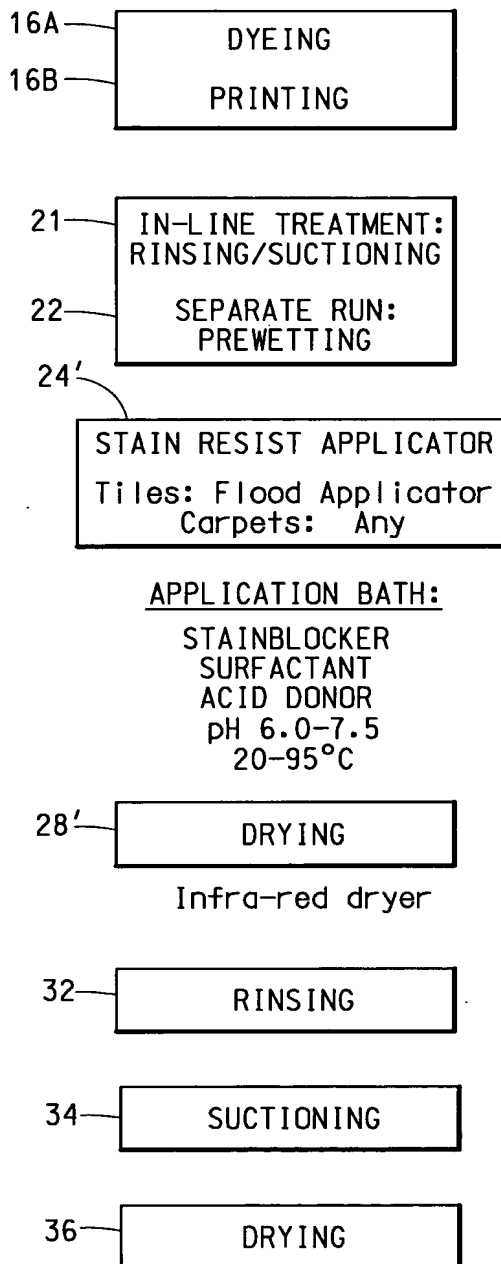 16A
DYEING
16B
PRINTING
21
IN-LINE TREATMENT:
RINSING/SUCTIONING
22
SEPARATE RUN:
PREWETTING
24'
STAIN RESIST APPLICATOR
Tiles: Flood Applicator
Carpets: Any
APPLICATION BATH:
STAINBLOCKER
SURFACTANT
ACID DONOR
pH 6.0-7.5
20-95°C
28'
DRYING
Infra-red dryer
32
RINSING
34
SUCTIONING
36
DRYING